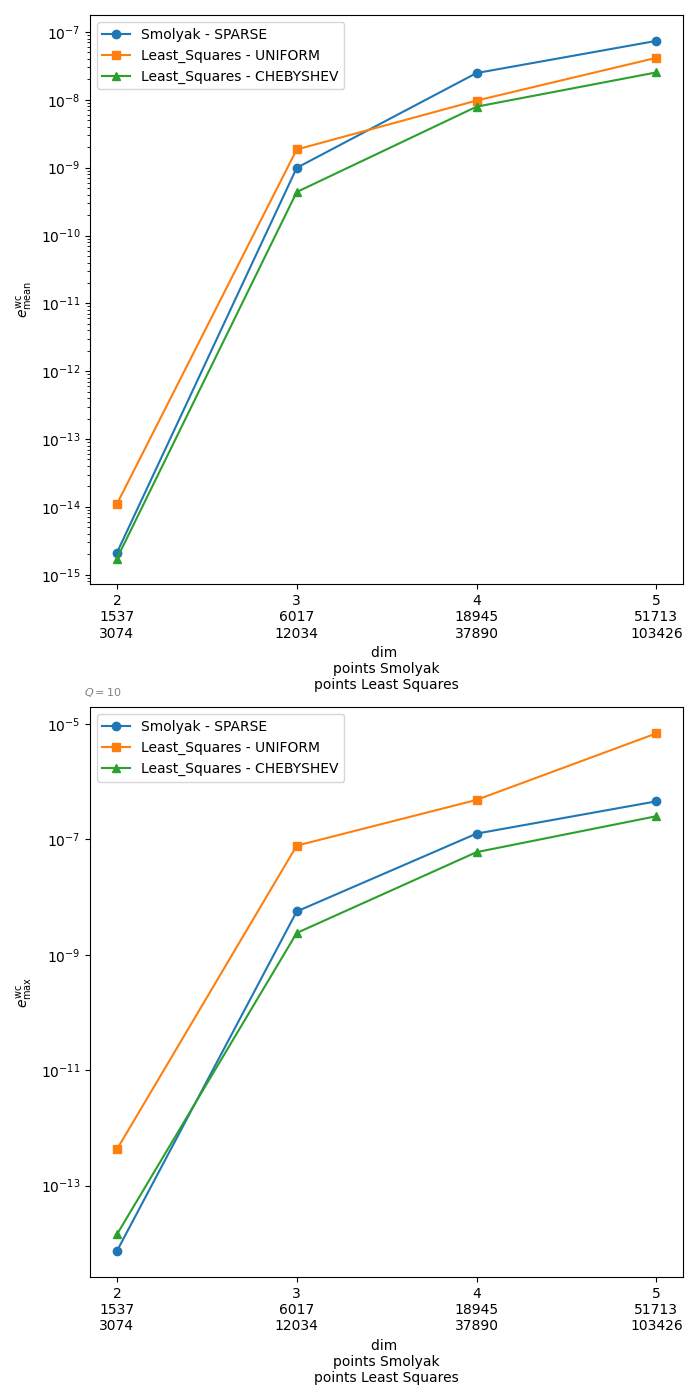 10⁻⁷
10⁻⁸
10⁻⁹
10⁻¹⁰
10⁻¹¹
10⁻¹²
10⁻¹³
10⁻¹⁴
10⁻¹⁵
e^wc_mean
Smolyak - SPARSE
Least_Squares - UNIFORM
Least_Squares - CHEBYSHEV
2 3 4 5
1537 6017 18945 51713
3074 12034 37890 103426
dim
points Smolyak
points Least Squares
Q = 10
10⁻⁵
10⁻⁷
10⁻⁹
10⁻¹¹
10⁻¹³
e^wc_max
Smolyak - SPARSE
Least_Squares - UNIFORM
Least_Squares - CHEBYSHEV
2 3 4 5
1537 6017 18945 51713
3074 12034 37890 103426
dim
points Smolyak
points Least Squares